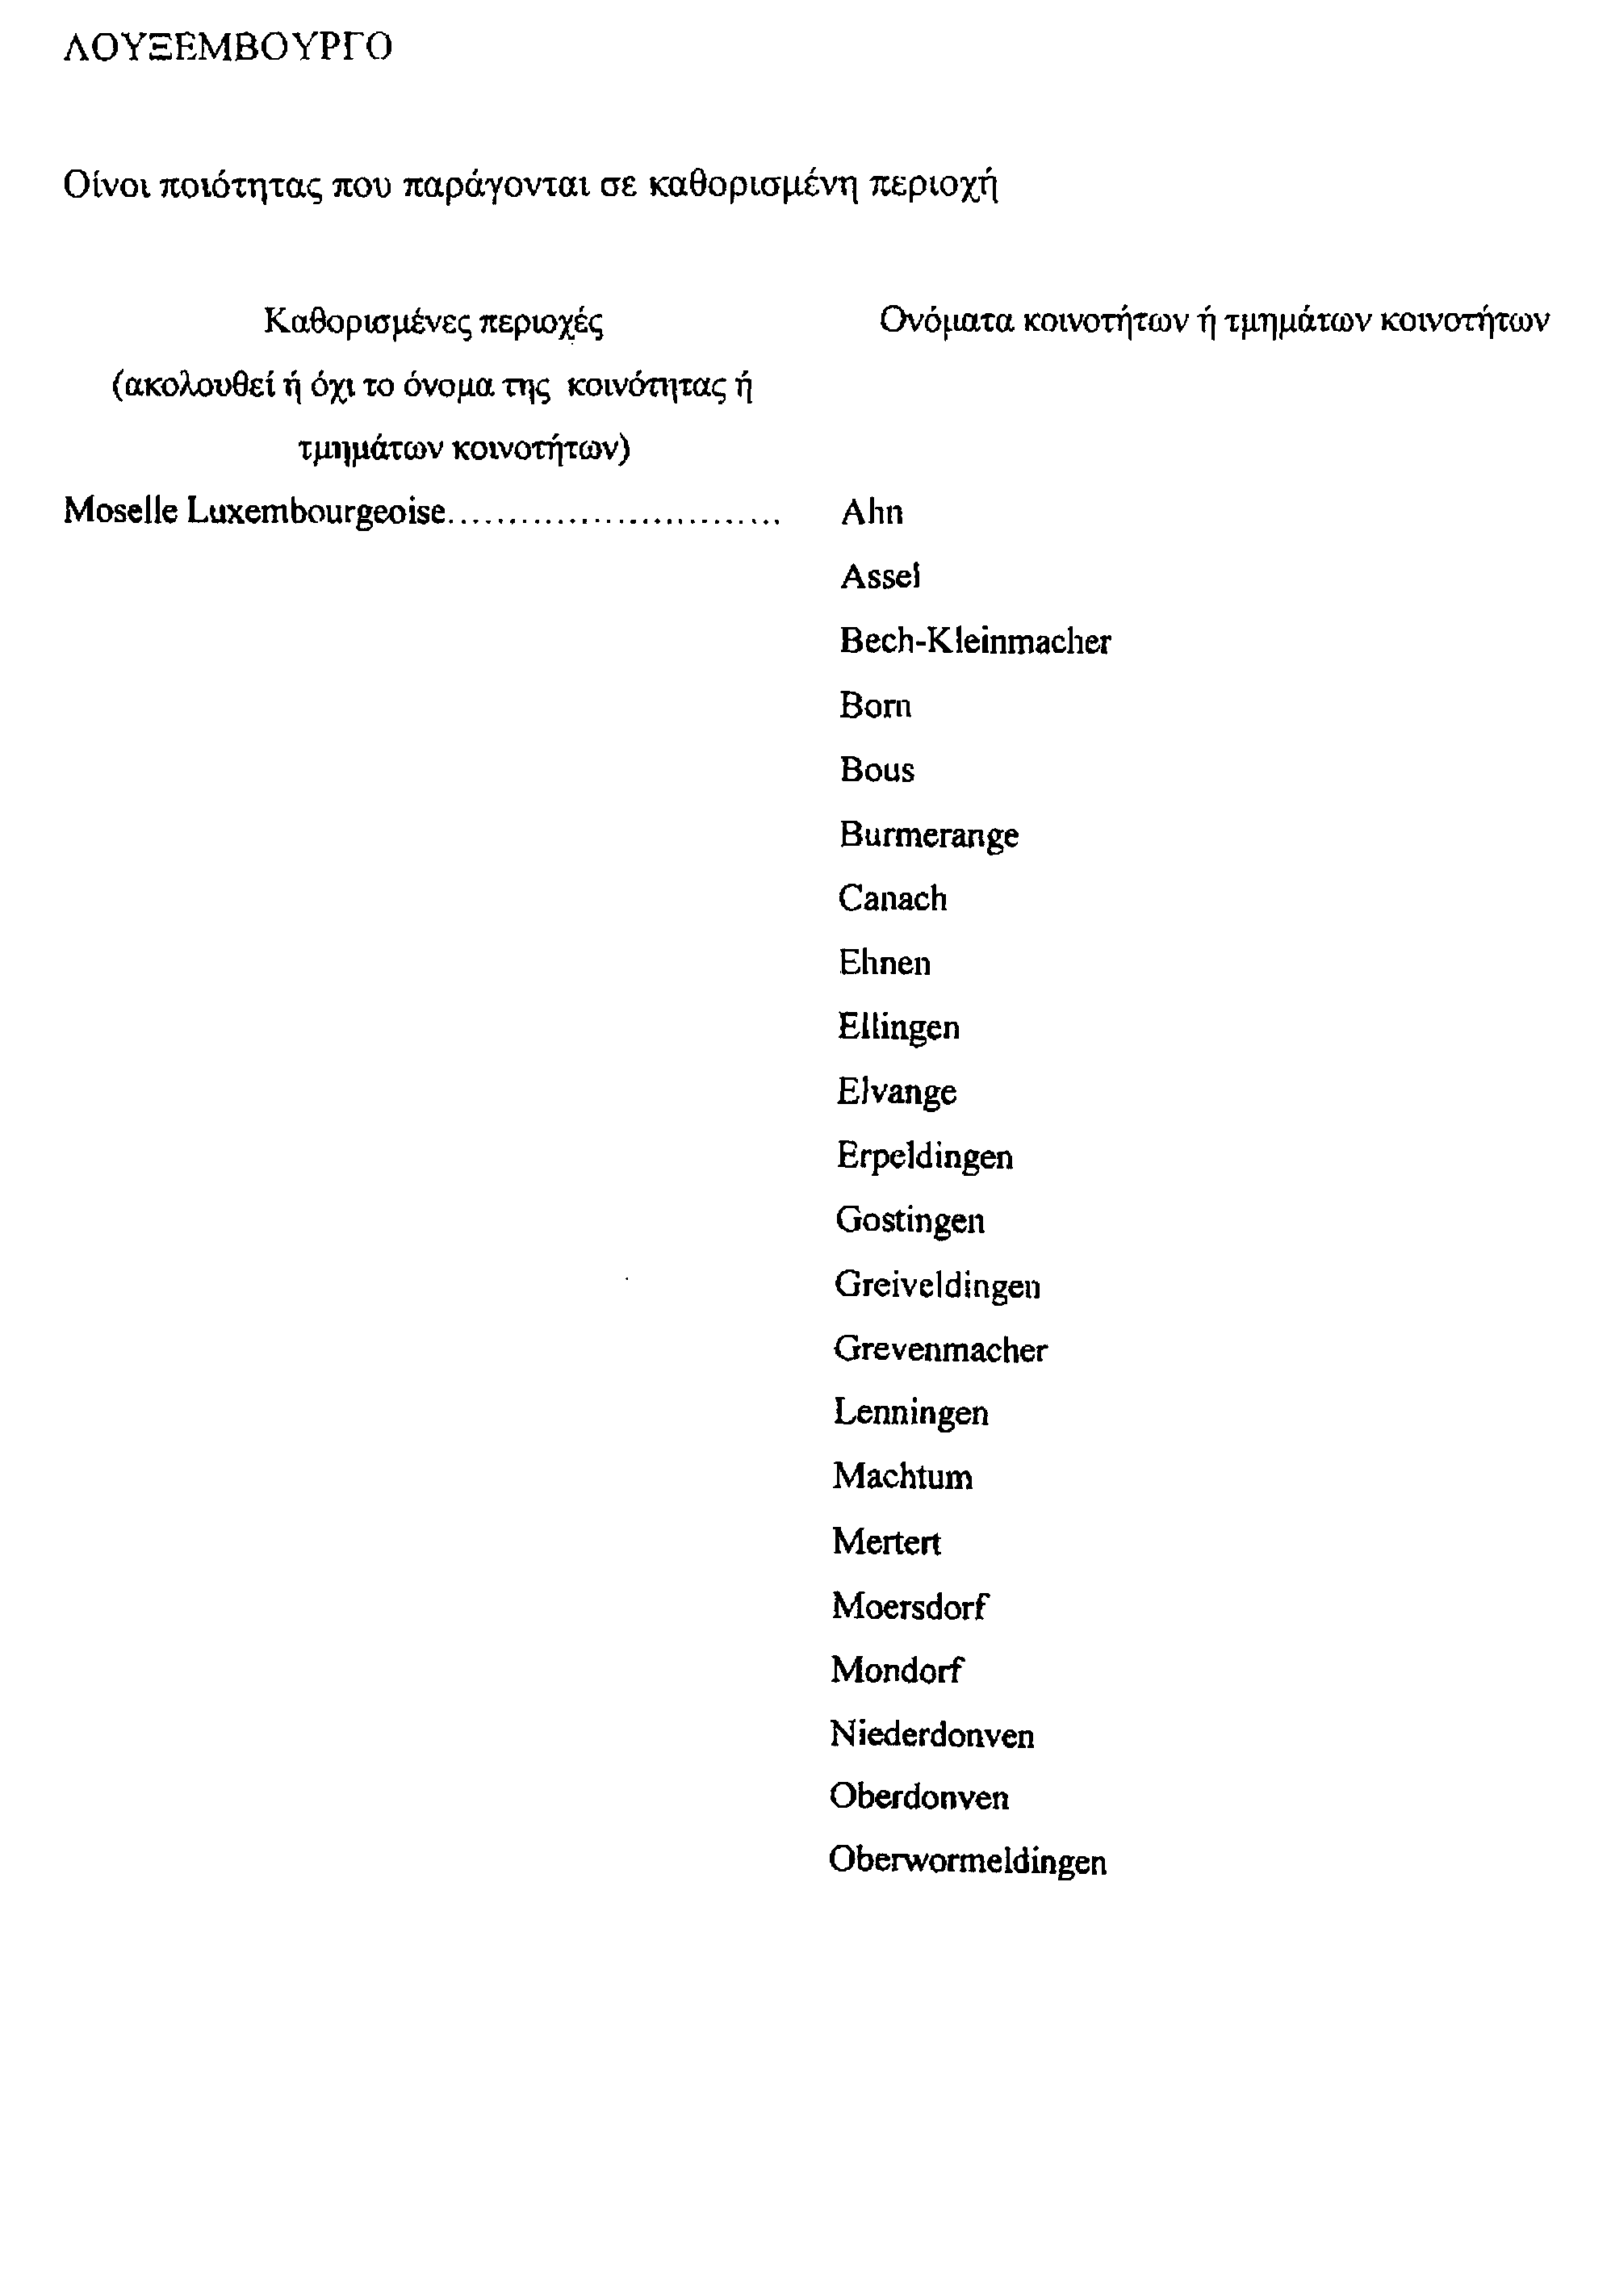 ΛΟΥΞΕΜΒΟΥΡΓΟ
Οίνοι ποιότητας που παράγονται σε καθορισμένη περιοχή
Καθορισμένες περιοχές
(ακολουθεί ή όχι το όνομα της κοινότητας ή
τμημάτων κοινοτήτων)
Ονόματα κοινοτήτων ή τμημάτων κοινοτήτων
Moselle Luxembourgeoise............................ Ahn
Assel
Bech-Kleinmacher
Born
Bous
Burmerange
Canach
Ehnen
Ellingen
Elvange
Erpeldingen
Gostingen
Greiveldingen
Grevenmacher
Lenningen
Machtum
Mertert
Moersdorf
Mondorf
Niederdonven
Oberdonven
Oberwormeldingen